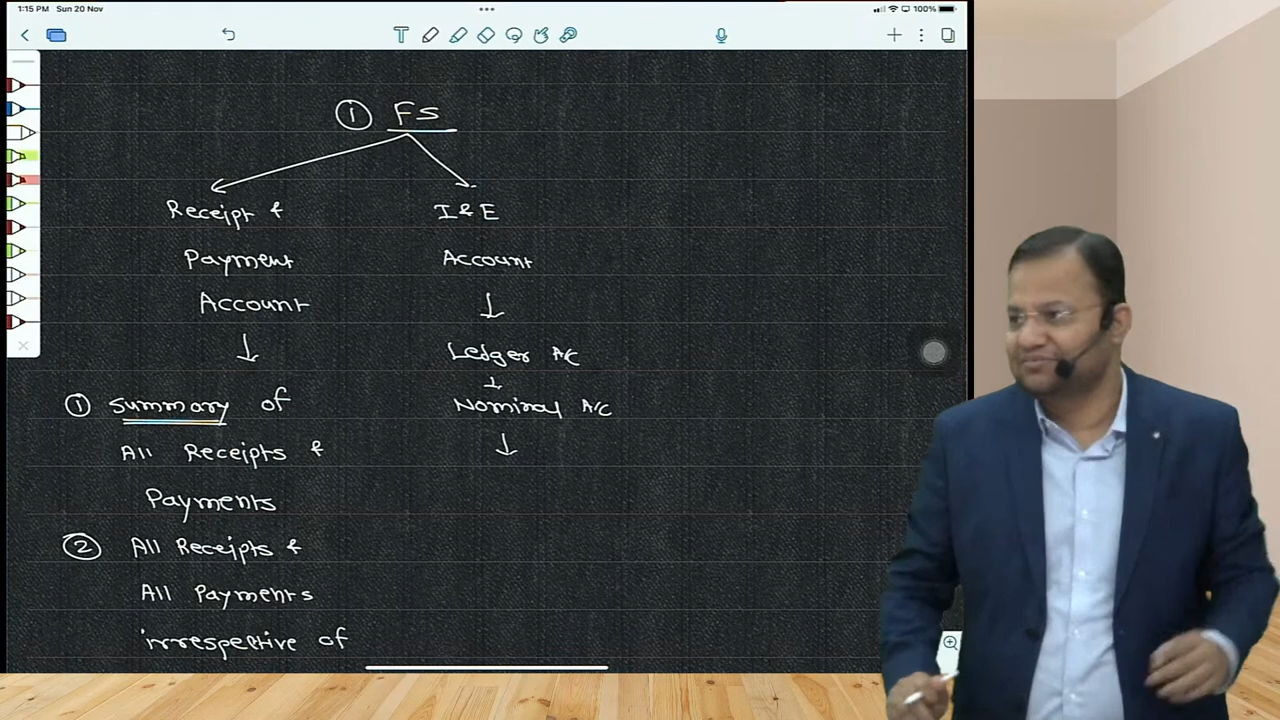 1:15 PM Sun 20 Nov
100%
① FS
Receipt &
Payment
Account
↓
① Summary of
All Receipts &
Payments
② All Receipts &
All Payments
irrespective of
I & E
Account
↓
Ledger A/C
↓
Nominal A/C
↓